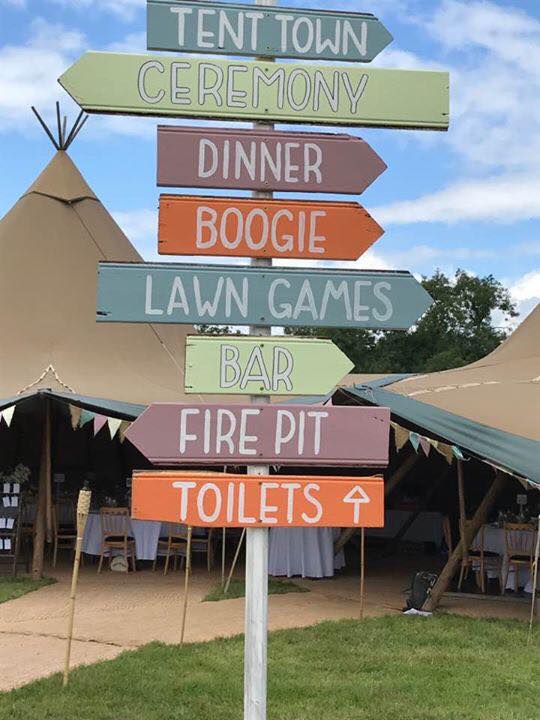 TENT TOWN
CEREMONY
DINNER
BOOGIE
LAWN GAMES
BAR
FIRE PIT
TOILETS ↑